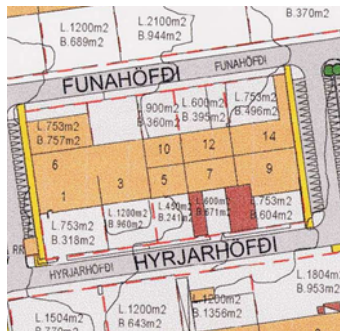 L.1200m2
B.689m2
L.2100m2
B.944m2
B.370m2
FUNAHÖFÐI
FUNAHÖFÐI
L.753m2
B.757m2
L.900m2
B.360m2
L.600m2
B.395m2
L.753m2
B.496m2
6
10
12
14
1
3
5
7
9
L.753m2
B.318m2
L.1200m2
B.960m2
L.450m2
B.241m2
L.600m2
B.671m2
L.753m2
B.604m2
RR
HYRJARHÖFÐI
HYRJARHÖFÐI
L.1504m2
B.770m2
L.1200m2
B.643m2
L.1200m2
B.1356m2
L.1804m2
B.953m2